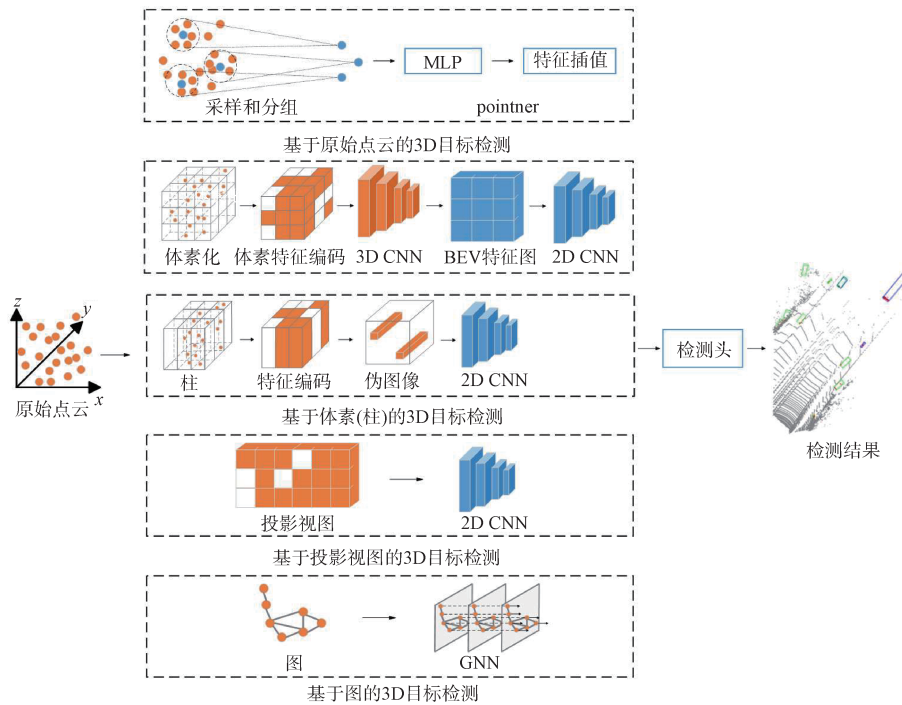 采样和分组
MLP
特征插值
pointner
基于原始点云的3D目标检测
体素化
体素特征编码
3D CNN
BEV特征图
2D CNN
z
y
x
原始点云
柱
特征编码
伪图像
2D CNN
基于体素(柱)的3D目标检测
检测头
检测结果
投影视图
2D CNN
基于投影视图的3D目标检测
图
GNN
基于图的3D目标检测